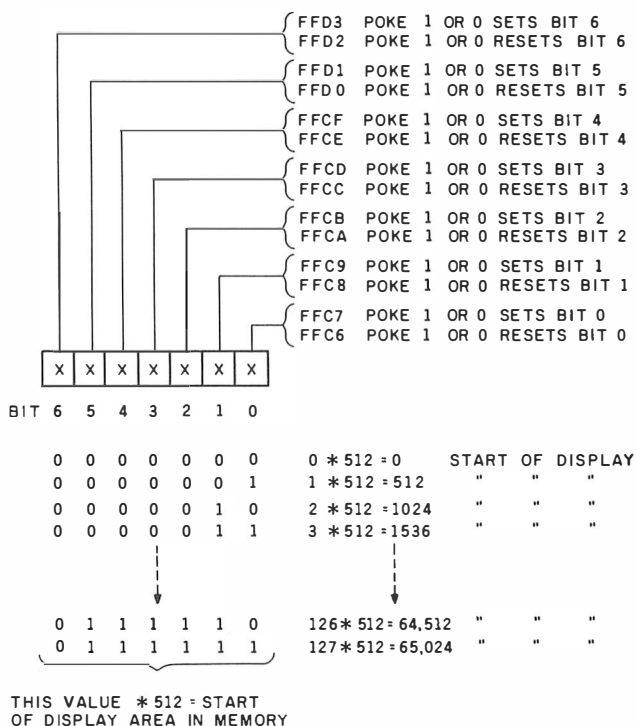 FFD3 POKE 1 OR 0 SETS BIT 6
FFD2 POKE 1 OR 0 RESETS BIT 6
FFD1 POKE 1 OR 0 SETS BIT 5
FFD0 POKE 1 OR 0 RESETS BIT 5
FFCF POKE 1 OR 0 SETS BIT 4
FFCE POKE 1 OR 0 RESETS BIT 4
FFCD POKE 1 OR 0 SETS BIT 3
FFCC POKE 1 OR 0 RESETS BIT 3
FFCB POKE 1 OR 0 SETS BIT 2
FFCA POKE 1 OR 0 RESETS BIT 2
FFC9 POKE 1 OR 0 SETS BIT 1
FFC8 POKE 1 OR 0 RESETS BIT 1
FFC7 POKE 1 OR 0 SETS BIT 0
FFC6 POKE 1 OR 0 RESETS BIT 0
X X X X X X X
BIT 6 5 4 3 2 1 0
0 0 0 0 0 0 0 0 * 512 = 0 START OF DISPLAY
0 0 0 0 0 0 1 1 * 512 = 512 " " "
0 0 0 0 0 1 0 2 * 512 = 1024 " " "
0 0 0 0 0 1 1 3 * 512 = 1536 " " "
0 1 1 1 1 1 0 126 * 512 = 64,512 " " "
0 1 1 1 1 1 1 127 * 512 = 65,024 " " "
THIS VALUE * 512 = START
OF DISPLAY AREA IN MEMORY